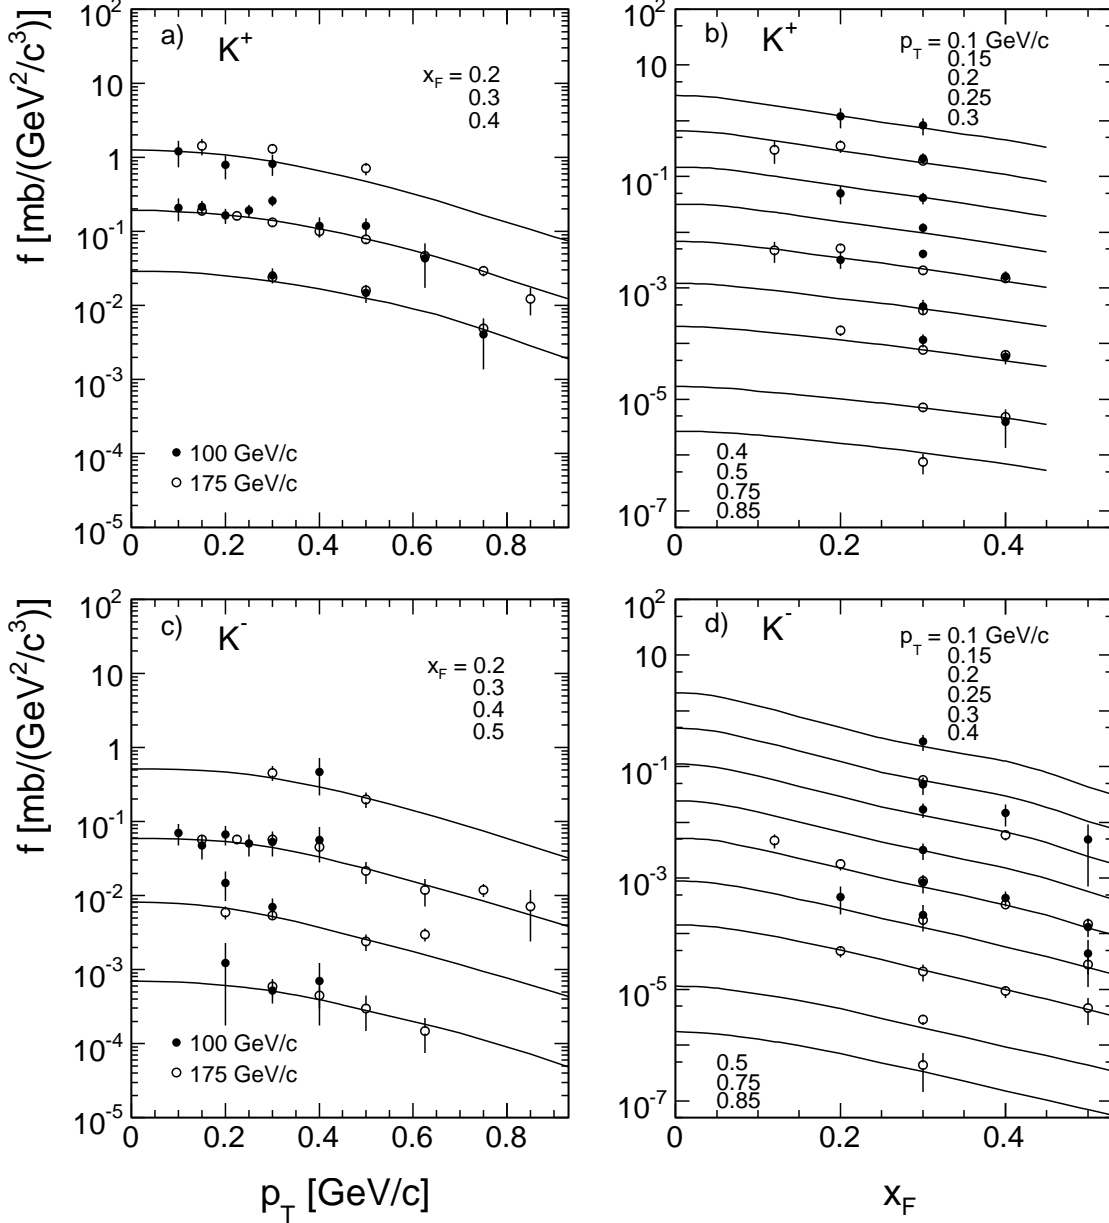 f [mb/(GeV²/c³)]
a)
K⁺
x_F = 0.2
0.3
0.4
10²
10
1
10⁻¹
10⁻²
10⁻³
10⁻⁴
10⁻⁵
100 GeV/c
175 GeV/c
0 0.2 0.4 0.6 0.8
b)
K⁺
p_T = 0.1 GeV/c
0.15
0.2
0.25
0.3
10²
10
10⁻¹
10⁻³
10⁻⁵
10⁻⁷
0.4
0.5
0.75
0.85
0 0.2 0.4
f [mb/(GeV²/c³)]
c)
K⁻
x_F = 0.2
0.3
0.4
0.5
10²
10
1
10⁻¹
10⁻²
10⁻³
10⁻⁴
10⁻⁵
100 GeV/c
175 GeV/c
0 0.2 0.4 0.6 0.8
p_T [GeV/c]
d)
K⁻
p_T = 0.1 GeV/c
0.15
0.2
0.25
0.3
0.4
10²
10
10⁻¹
10⁻³
10⁻⁵
10⁻⁷
0.5
0.75
0.85
0 0.2 0.4
x_F